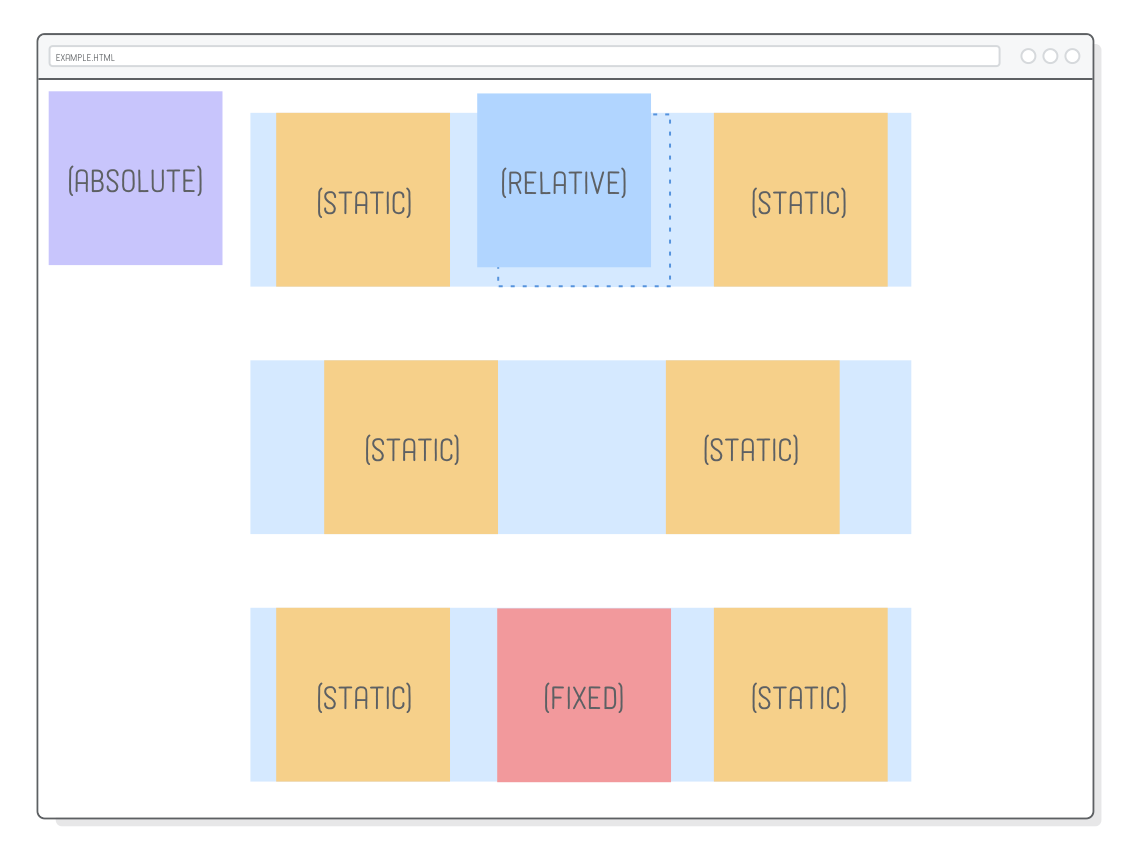 EXAMPLE.HTML
(ABSOLUTE)
(STATIC)
(RELATIVE)
(STATIC)
(STATIC)
(STATIC)
(STATIC)
(FIXED)
(STATIC)